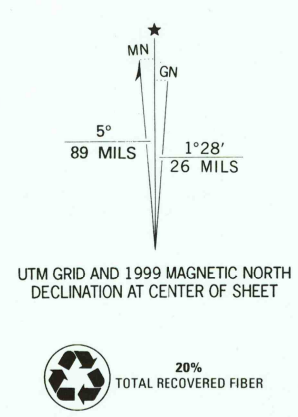 ★
MN
GN
5°
89 MILS
1°28'
26 MILS
UTM GRID AND 1999 MAGNETIC NORTH
DECLINATION AT CENTER OF SHEET
20%
TOTAL RECOVERED FIBER